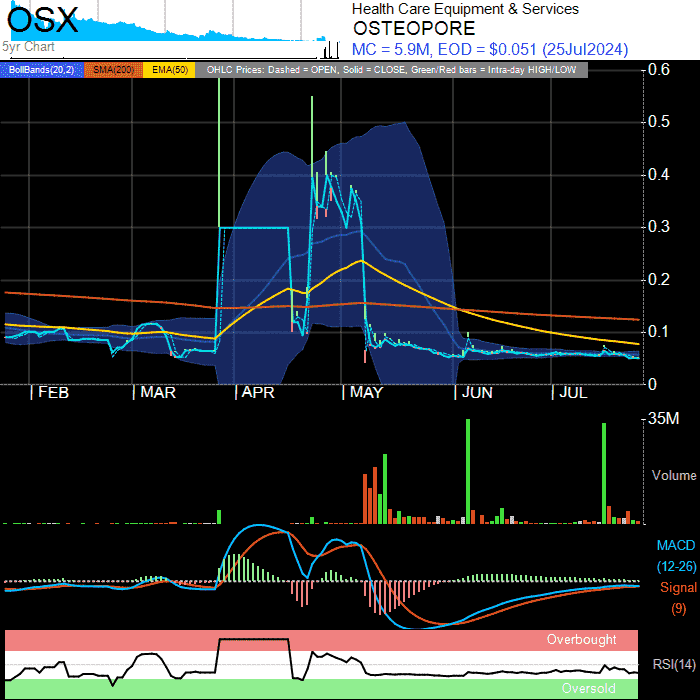 OSX
5yr Chart
Health Care Equipment & Services
OSTEOPORE
MC = 5.9M, EOD = $0.051 (25Jul2024)
BollBands(20,2) SMA(200) EMA(50) OHLC Prices: Dashed = OPEN, Solid = CLOSE, Green/Red bars = Intra-day HIGH/LOW
0.6
0.5
0.4
0.3
0.2
0.1
0
FEB MAR APR MAY JUN JUL
35M
Volume
MACD
(12-26)
Signal
(9)
Overbought
RSI(14)
Oversold